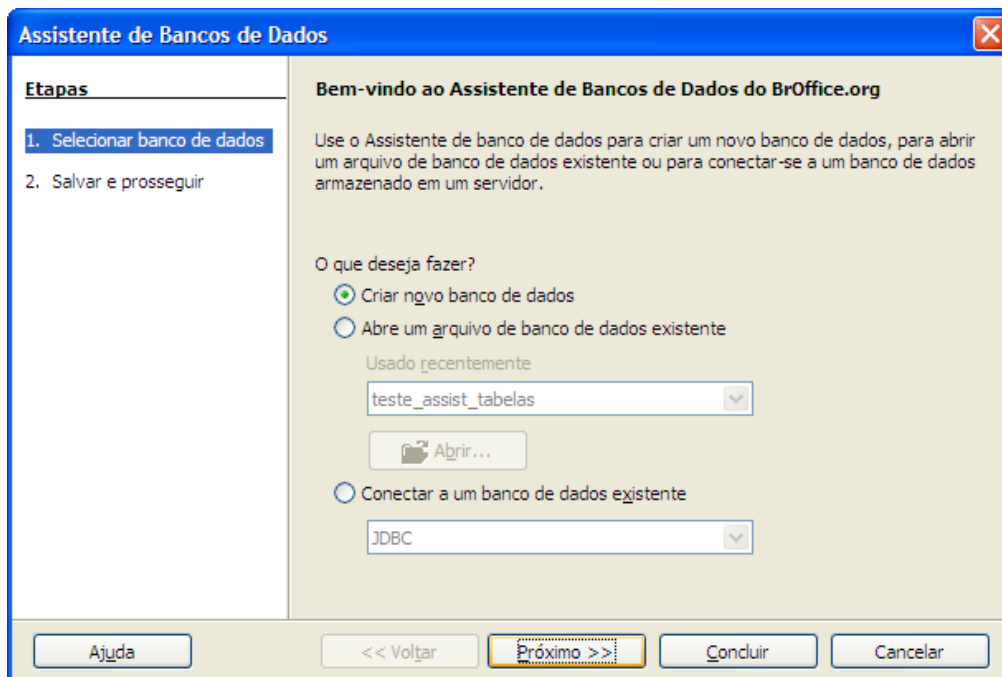 Assistente de Bancos de Dados
Etapas
1. Selecionar banco de dados
2. Salvar e prosseguir
Bem-vindo ao Assistente de Bancos de Dados do BrOffice.org
Use o Assistente de banco de dados para criar um novo banco de dados, para abrir
um arquivo de banco de dados existente ou para conectar-se a um banco de dados
armazenado em um servidor.
O que deseja fazer?
Criar novo banco de dados
Abre um arquivo de banco de dados existente
Usado recentemente
teste_assist_tabelas
Abrir...
Conectar a um banco de dados existente
JDBC
Ajuda
<< Voltar
Próximo >>
Concluir
Cancelar